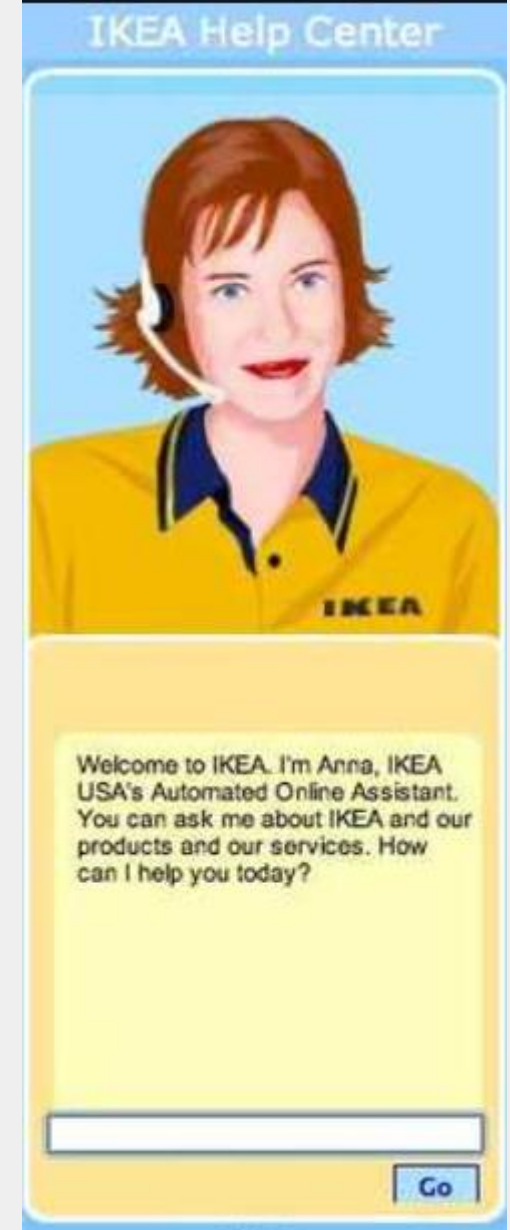 IKEA Help Center
IKEA
Welcome to IKEA. I'm Anna, IKEA
USA's Automated Online Assistant.
You can ask me about IKEA and our
products and our services. How
can I help you today?
Go